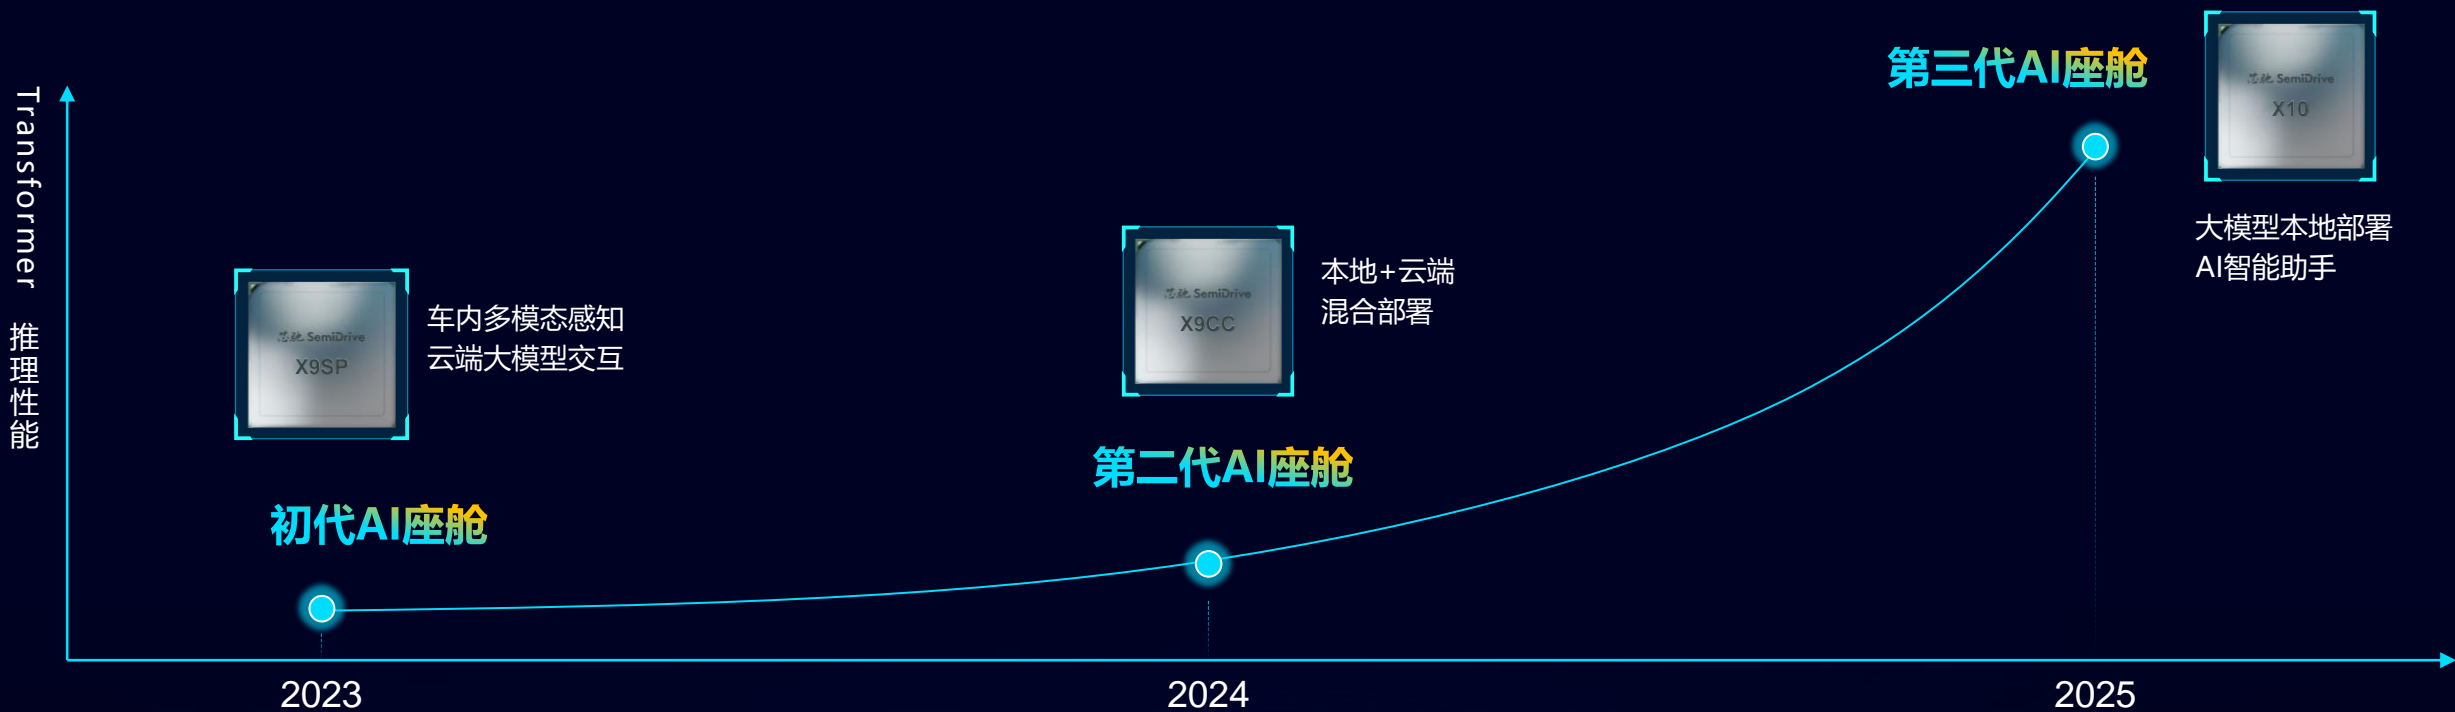 Transformer 推理性能
芯驰 SemiDrive
X9SP
车内多模态感知
云端大模型交互
初代AI座舱
2023
芯驰 SemiDrive
X9CC
本地+云端
混合部署
第二代AI座舱
2024
第三代AI座舱
芯驰 SemiDrive
X10
大模型本地部署
AI智能助手
2025